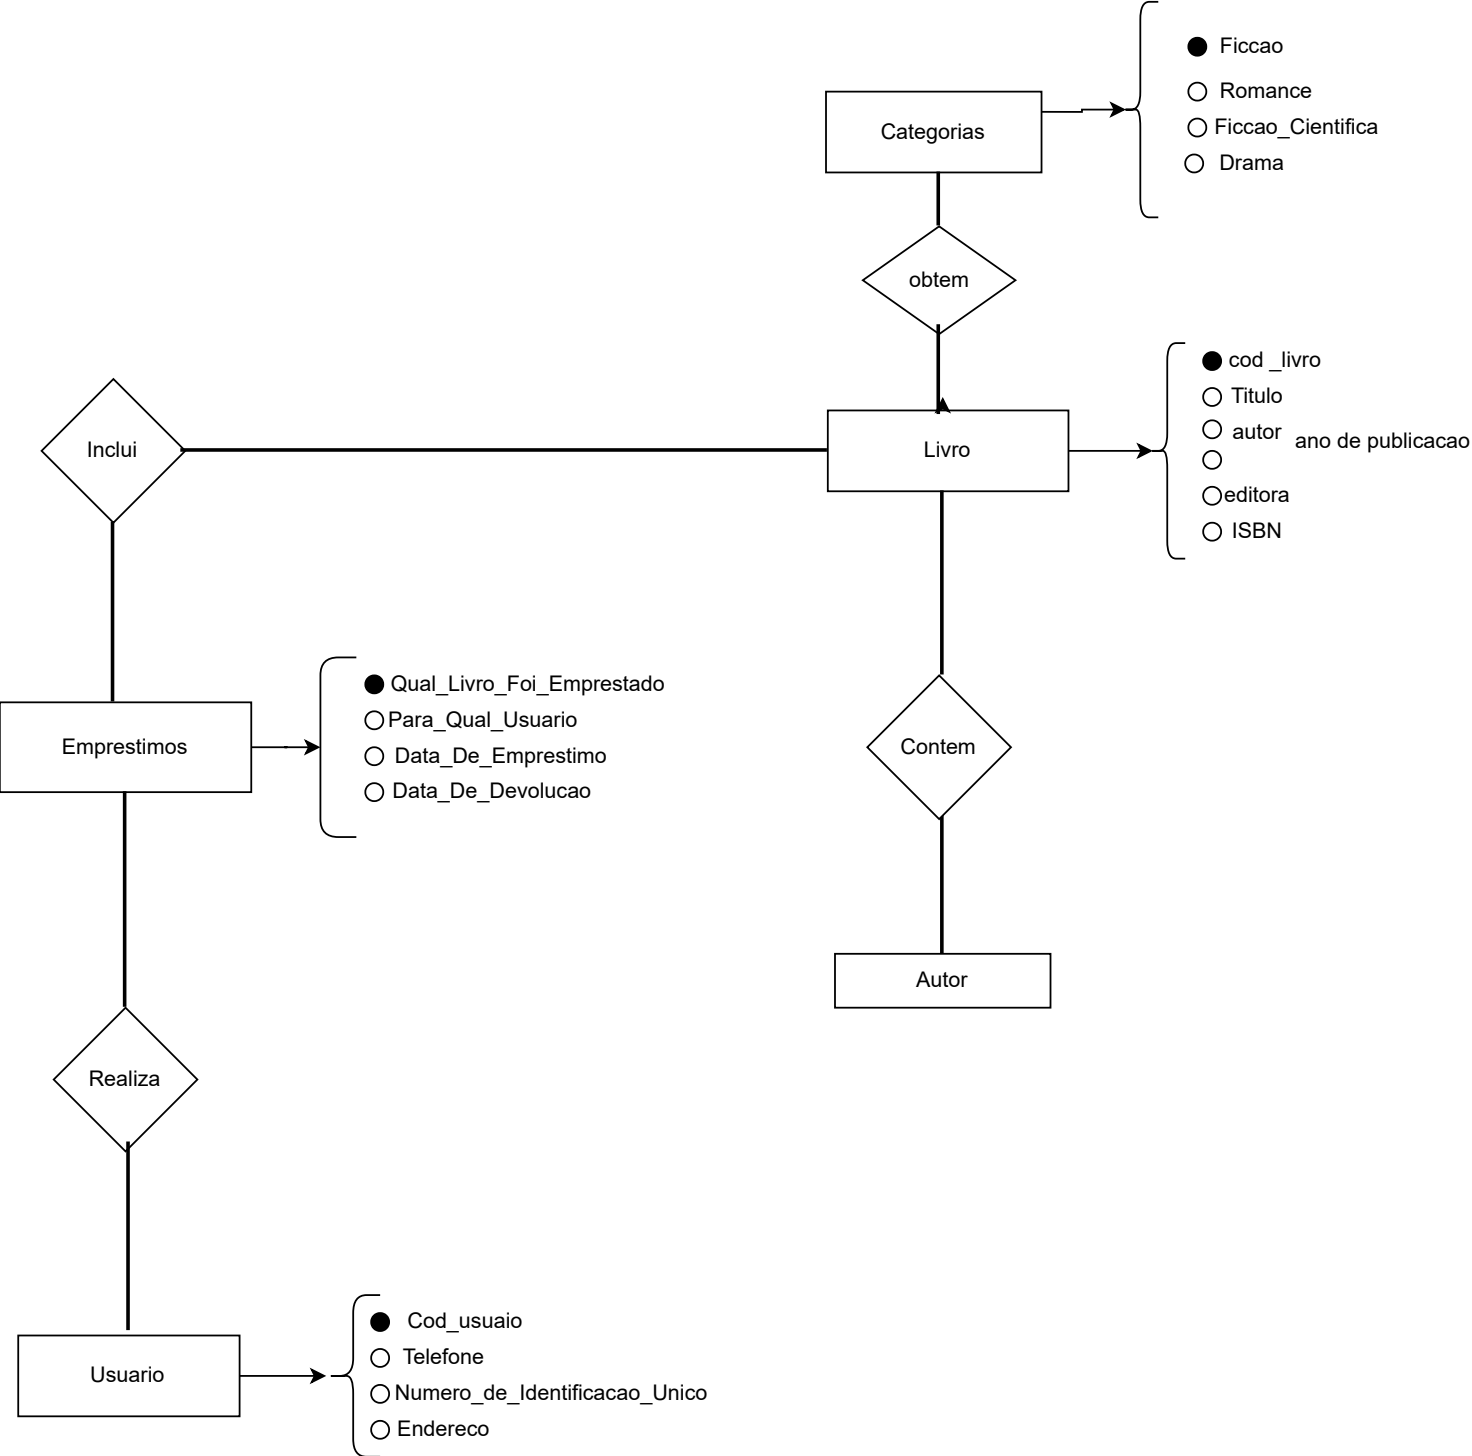 Ficcao
Romance
Categorias
Ficcao_Cientifica
Drama
obtem
cod _livro
Titulo
autor
ano de publicacao
Inclui
Livro
editora
ISBN
Qual_Livro_Foi_Emprestado
Para_Qual_Usuario
Emprestimos
Contem
Data_De_Emprestimo
Data_De_Devolucao
Autor
Realiza
Cod_usuaio
Telefone
Usuario
Numero_de_Identificacao_Unico
Endereco